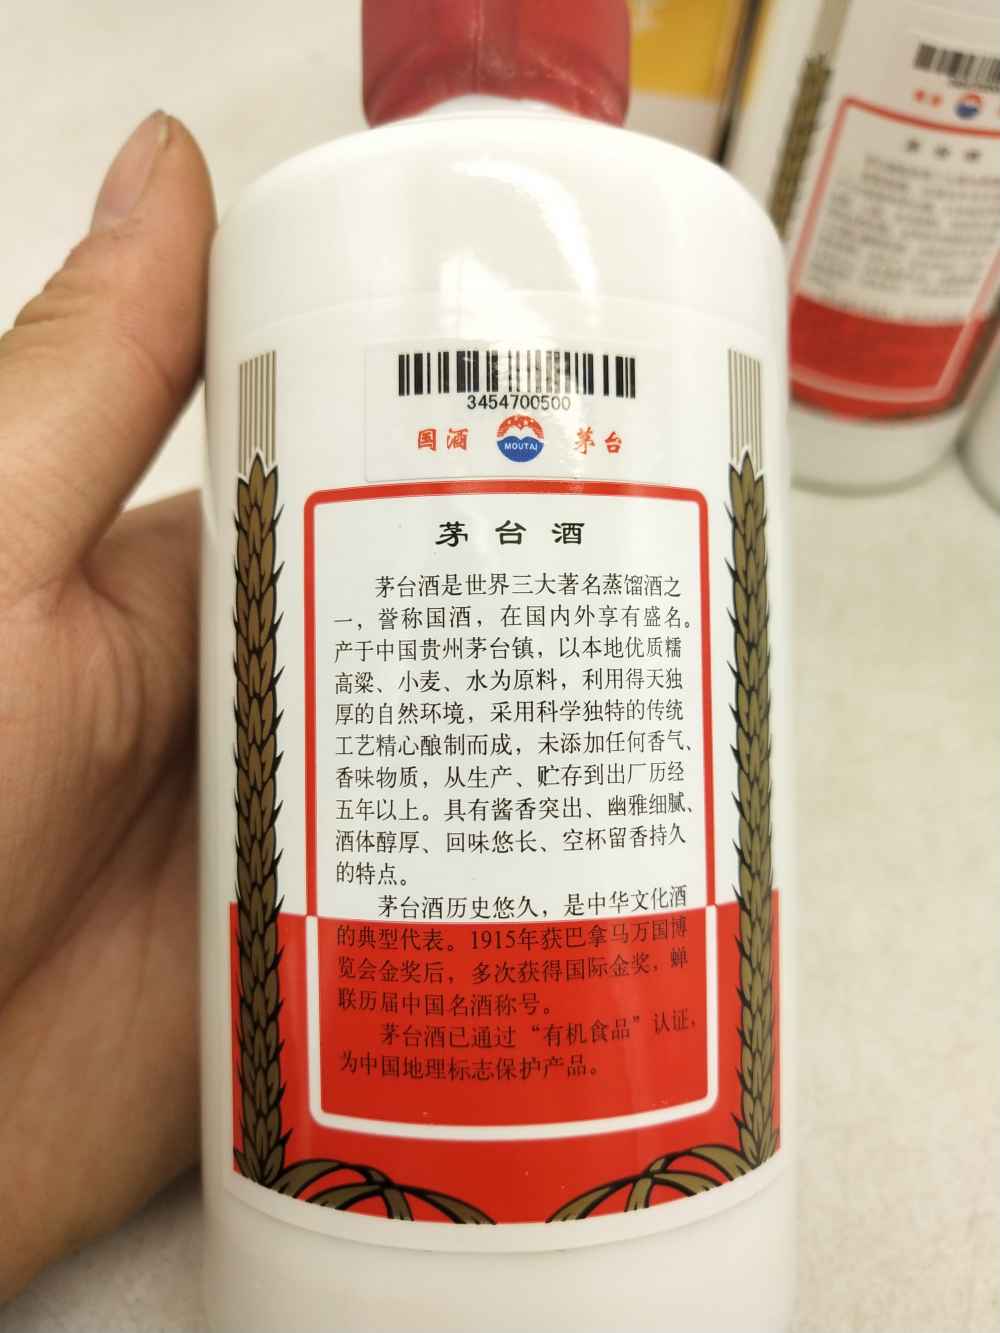 3454700500
国酒 MOUTAI 茅台
茅台酒
茅台酒是世界三大著名蒸馏酒之
一，誉称国酒，在国内外享有盛名。
产于中国贵州茅台镇，以本地优质糯
高粱、小麦、水为原料，利用得天独
厚的自然环境，采用科学独特的传统
工艺精心酿制而成，未添加任何香气、
香味物质，从生产、贮存到出厂历经
五年以上。具有酱香突出、幽雅细腻、
酒体醇厚、回味悠长、空杯留香持久
的特点。
茅台酒历史悠久，是中华文化酒
的典型代表。1915年获巴拿马万国博
览会金奖后，多次获得国际金奖，蝉
联历届中国名酒称号。
茅台酒已通过“有机食品”认证，
为中国地理标志保护产品。